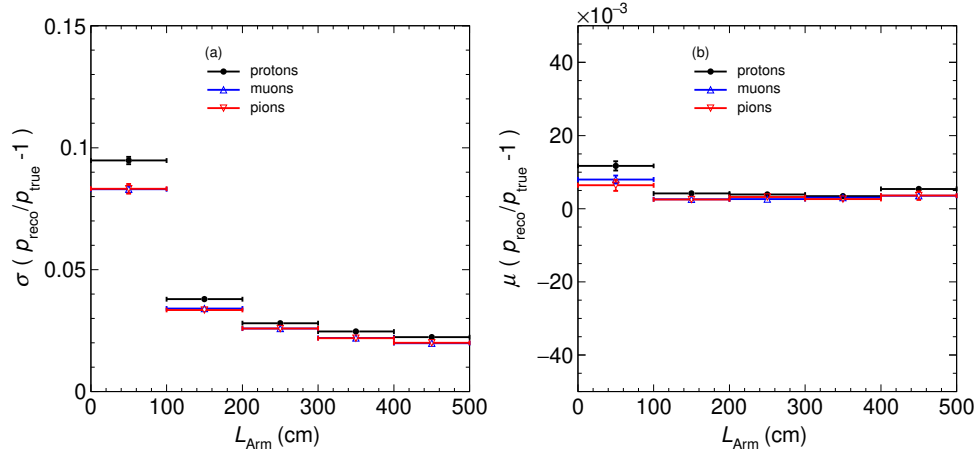 (a)
protons
muons
pions
0.15
0.1
0.05
0
0 100 200 300 400 500
L_Arm (cm)
σ ( p_reco/p_true -1 )
×10⁻³
(b)
protons
muons
pions
40
20
0
−20
−40
0 100 200 300 400 500
L_Arm (cm)
μ ( p_reco/p_true -1 )